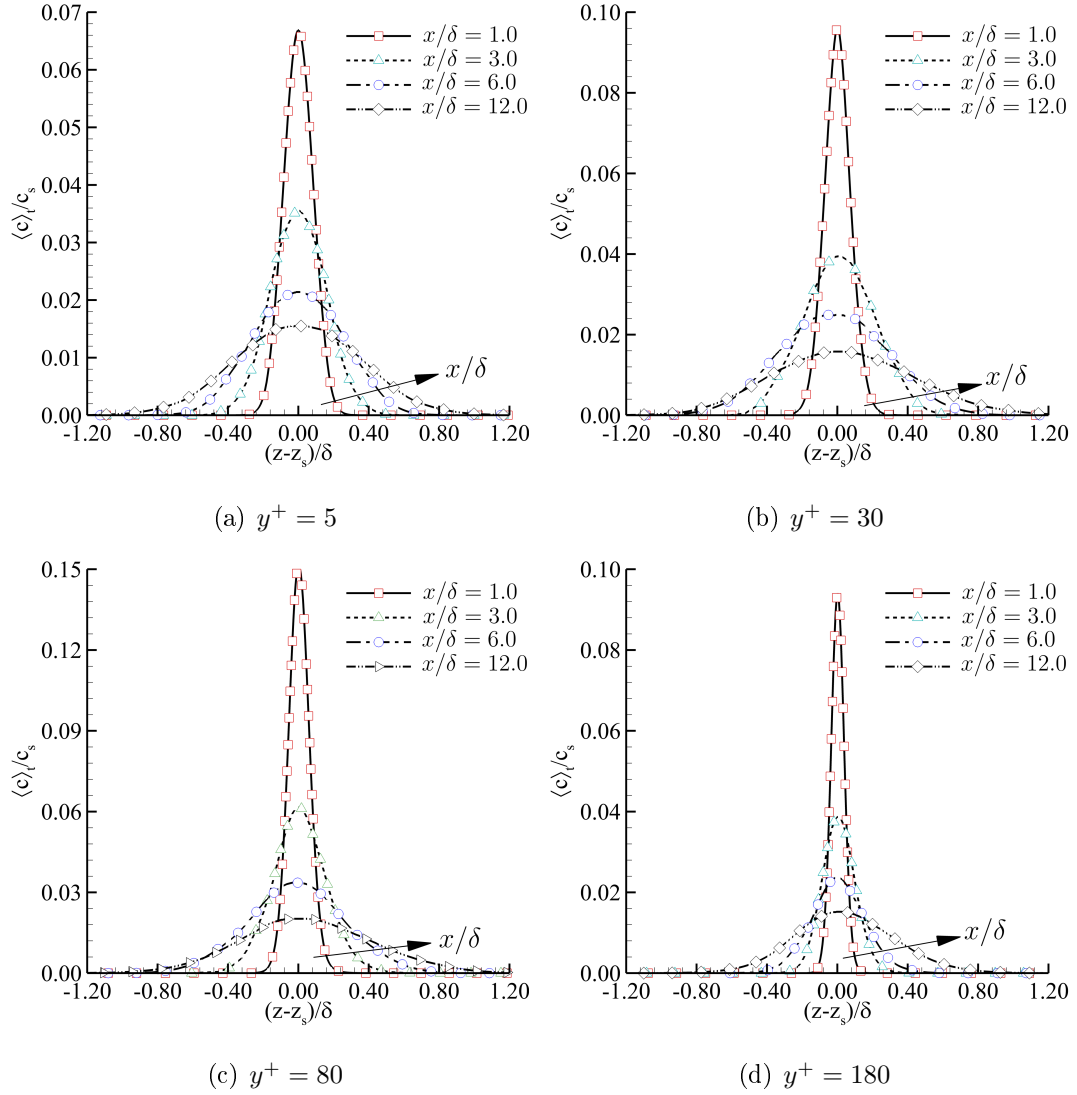 0.07
0.06
0.05
0.04
0.03
0.02
0.01
0.00
⟨c⟩t/cs
x/δ = 1.0
x/δ = 3.0
x/δ = 6.0
x/δ = 12.0
x/δ
-1.20 -0.80 -0.40 0.00 0.40 0.80 1.20
(z-zs)/δ
(a) y+ = 5
0.10
0.08
0.06
0.04
0.02
0.00
⟨c⟩t/cs
x/δ = 1.0
x/δ = 3.0
x/δ = 6.0
x/δ = 12.0
x/δ
-1.20 -0.80 -0.40 0.00 0.40 0.80 1.20
(z-zs)/δ
(b) y+ = 30
0.15
0.12
0.09
0.06
0.03
0.00
⟨c⟩t/cs
x/δ = 1.0
x/δ = 3.0
x/δ = 6.0
x/δ = 12.0
x/δ
-1.20 -0.80 -0.40 0.00 0.40 0.80 1.20
(z-zs)/δ
(c) y+ = 80
0.10
0.08
0.06
0.04
0.02
0.00
⟨c⟩t/cs
x/δ = 1.0
x/δ = 3.0
x/δ = 6.0
x/δ = 12.0
x/δ
-1.20 -0.80 -0.40 0.00 0.40 0.80 1.20
(z-zs)/δ
(d) y+ = 180